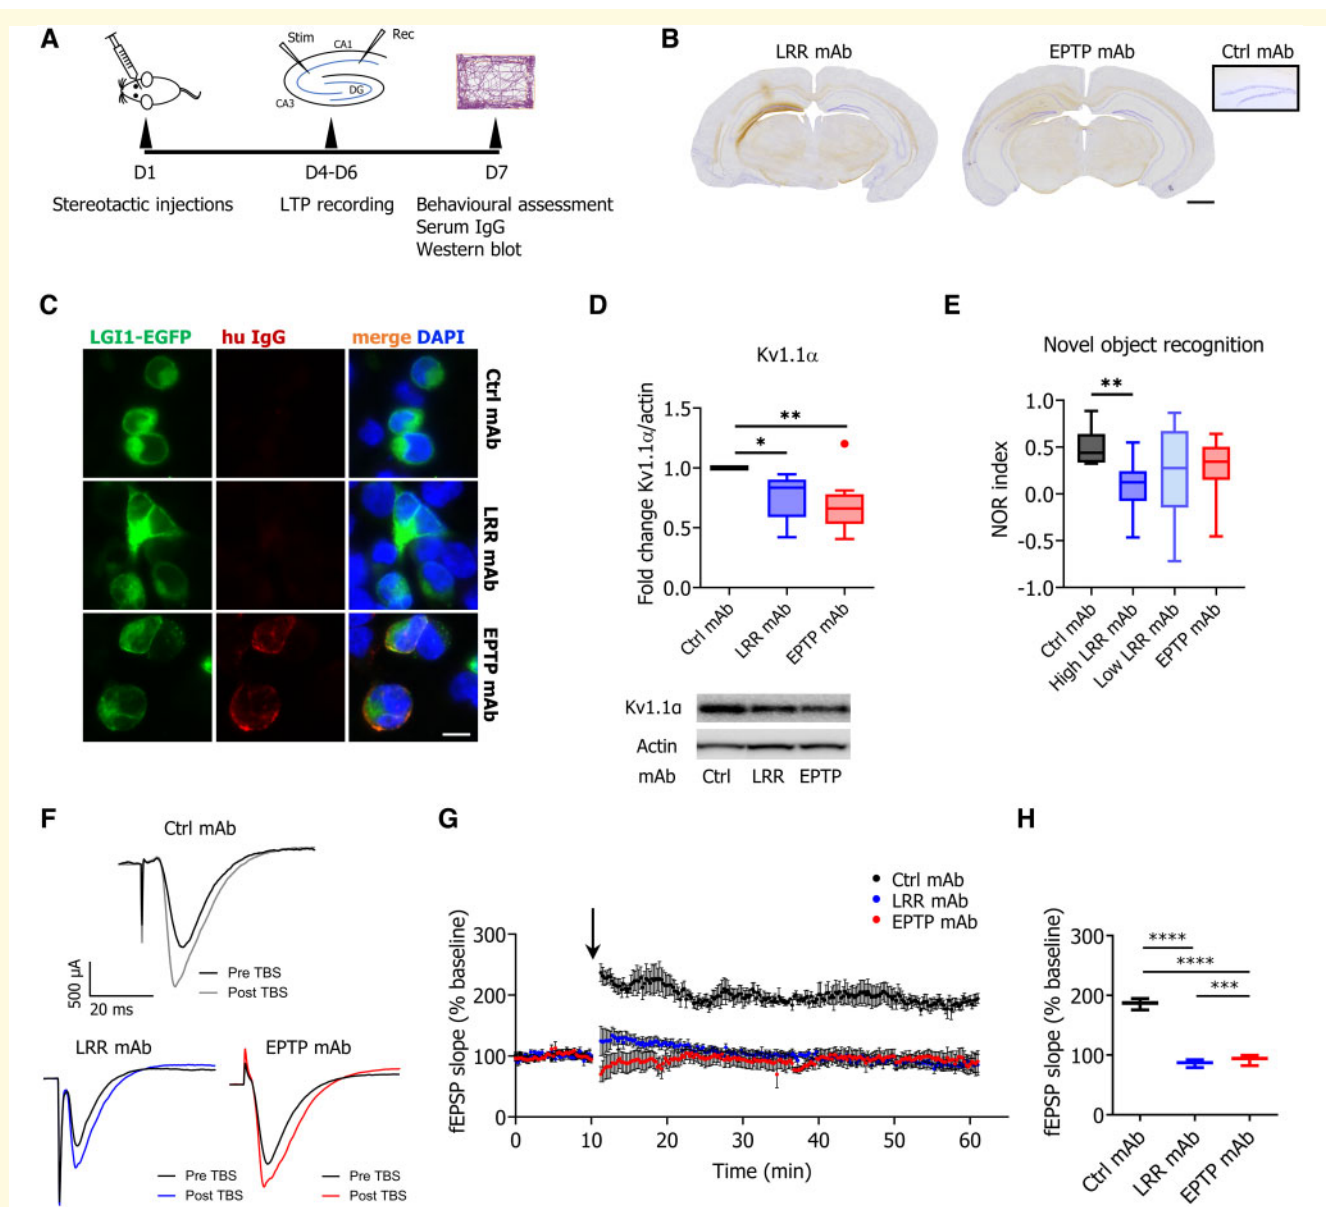 A
Stim
Rec
CA1
DG
CA3
D1
D4-D6
D7
Stereotactic injections
LTP recording
Behavioural assessment
Serum IgG
Western blot
B
LRR mAb
EPTP mAb
Ctrl mAb
C
LGI1-EGFP
hu IgG
merge DAPI
Ctrl mAb
LRR mAb
EPTP mAb
D
Kv1.1α
Fold change Kv1.1α/actin
1.5
1.0
0.5
0.0
**
*
Ctrl mAb
LRR mAb
EPTP mAb
Kv1.1α
Actin
mAb Ctrl LRR EPTP
E
Novel object recognition
NOR index
1.0
0.5
0.0
-0.5
-1.0
**
Ctrl mAb
High LRR mAb
Low LRR mAb
EPTP mAb
F
Ctrl mAb
500 µA
20 ms
Pre TBS
Post TBS
LRR mAb
Pre TBS
Post TBS
EPTP mAb
Pre TBS
Post TBS
G
Ctrl mAb
LRR mAb
EPTP mAb
fEPSP slope (% baseline)
300
200
100
0
0 10 20 30 40 50 60
Time (min)
H
fEPSP slope (% baseline)
300
200
100
0
****
****
***
Ctrl mAb
LRR mAb
EPTP mAb